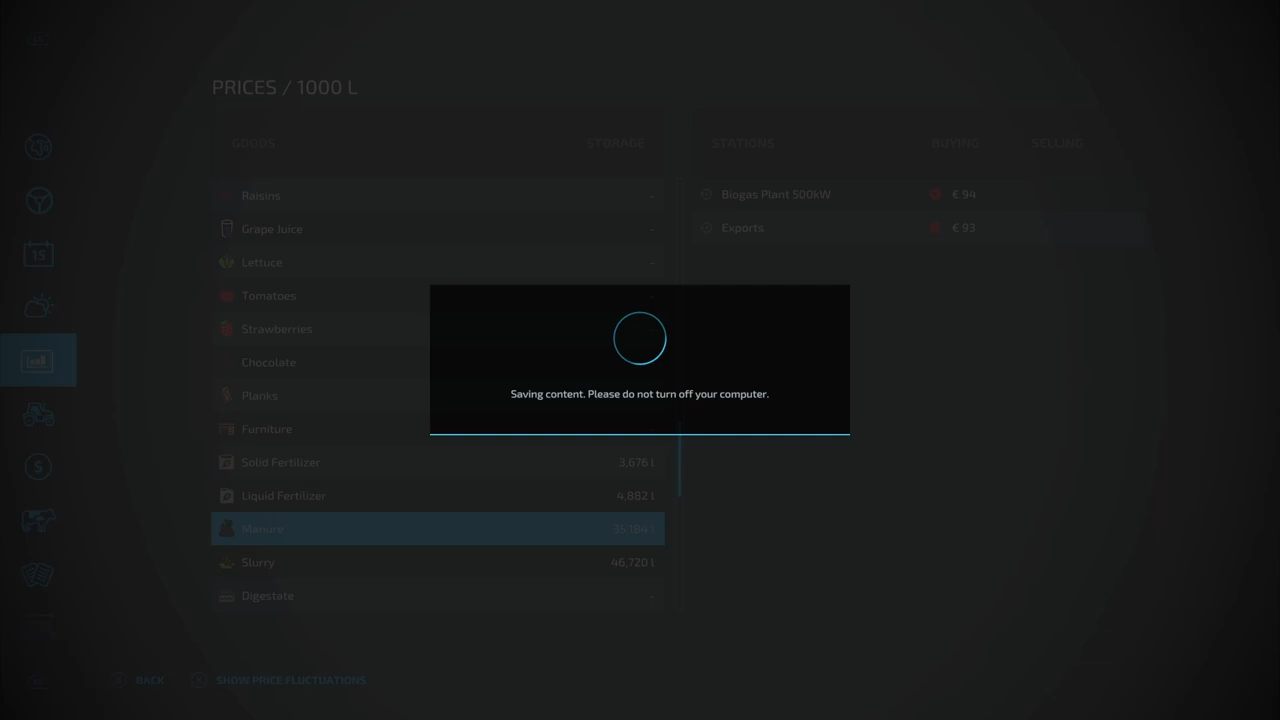 PRICES / 1000 L
GOODS STORAGE
STATIONS BUYING SELLING
Raisins -
Grape Juice -
Lettuce -
Tomatoes -
Strawberries
Chocolate
Planks
Furniture -
Solid Fertilizer 3,676 l
Liquid Fertilizer 4,882 l
Manure 35,184 l
Slurry 46,720 l
Digestate -
Biogas Plant 500kW € 94
Exports € 93
Saving content. Please do not turn off your computer.
15
$
BACK SHOW PRICE FLUCTUATIONS